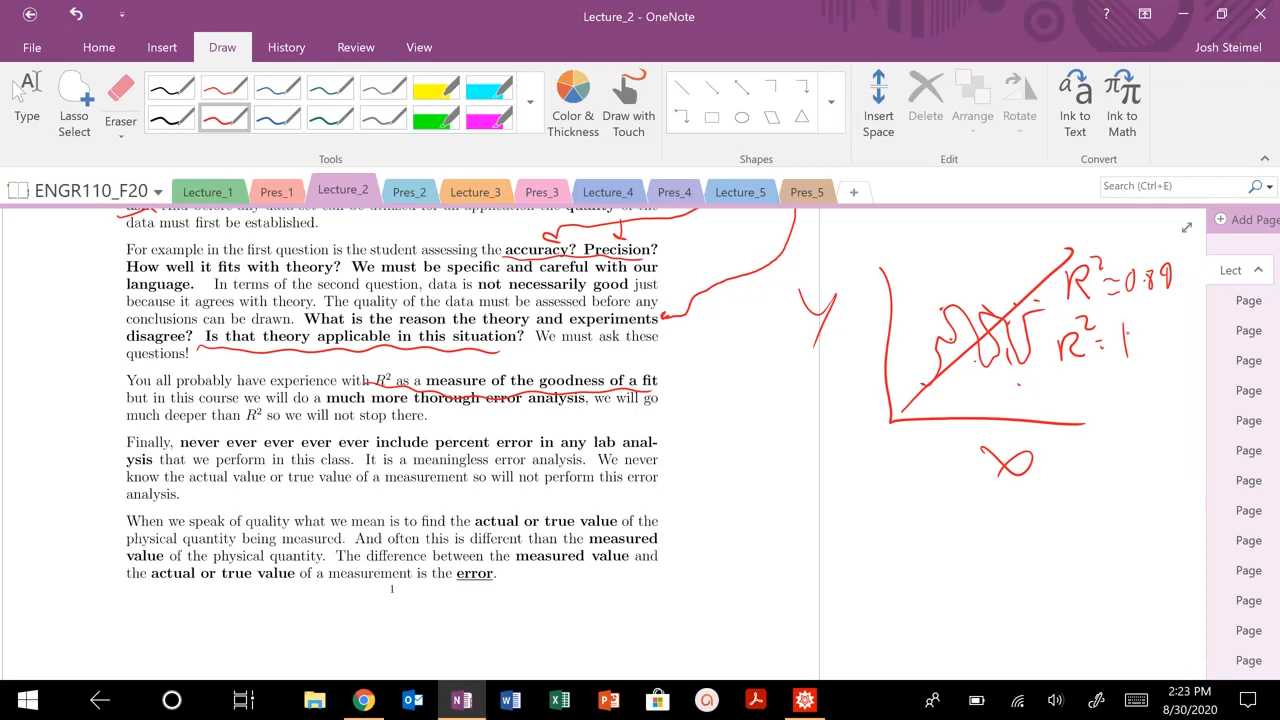 Lecture_2 - OneNote
File Home Insert Draw History Review View Josh Steimel
Type Lasso Select Eraser Color & Thickness Draw with Touch Insert Space Delete Arrange Rotate Ink to Text Ink to Math
Tools Shapes Edit Convert
ENGR110_F20 Lecture_1 Pres_1 Lecture_2 Pres_2 Lecture_3 Pres_3 Lecture_4 Pres_4 Lecture_5 Pres_5 Search (Ctrl+E)
Add Page
Lect
Page
Page
Page
Page
Page
Page
Page
Page
Page
Page
Page
Page
Page
data must first be established.
For example in the first question is the student assessing the accuracy? Precision?
How well it fits with theory? We must be specific and careful with our
language. In terms of the second question, data is not necessarily good just
because it agrees with theory. The quality of the data must be assessed before any
conclusions can be drawn. What is the reason the theory and experiments
disagree? Is that theory applicable in this situation? We must ask these
questions!
You all probably have experience with R² as a measure of the goodness of a fit
but in this course we will do a much more thorough error analysis, we will go
much deeper than R² so we will not stop there.
Finally, never ever ever ever ever include percent error in any lab anal-
ysis that we perform in this class. It is a meaningless error analysis. We never
know the actual value or true value of a measurement so will not perform this error
analysis.
When we speak of quality what we mean is to find the actual or true value of the
physical quantity being measured. And often this is different than the measured
value of the physical quantity. The difference between the measured value and
the actual or true value of a measurement is the error.
1
y
R² = 0.89
R² = 1
x
2:23 PM
8/30/2020